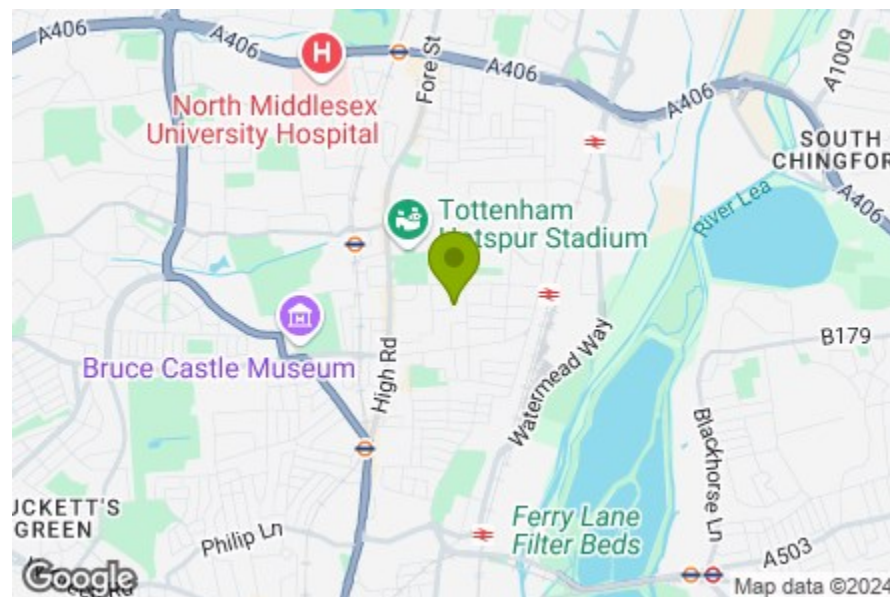 A406
A406
Fore St
A406
A406
A1009
H
North Middlesex
University Hospital
SOUTH
CHINGFOR
A406
River Lea
Tottenham
Hotspur Stadium
B179
Bruce Castle Museum
High Rd
Watermead Way
Blackhorse Ln
UCKETT'S
GREEN
Philip Ln
Ferry Lane
Filter Beds
A503
Google
Map data ©2024